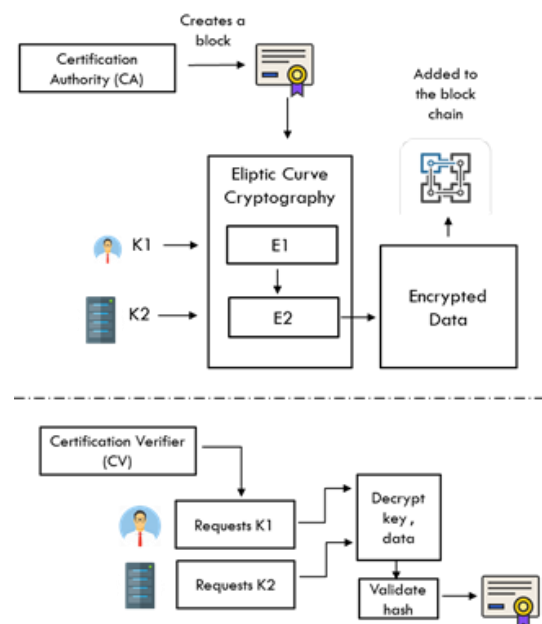 Creates a
block
Certification
Authority (CA)
Added to
the block
chain
Eliptic Curve
Cryptography
K1
E1
K2
E2
Encrypted
Data
Certification Verifier
(CV)
Requests K1
Decrypt
key,
data
Requests K2
Validate
hash